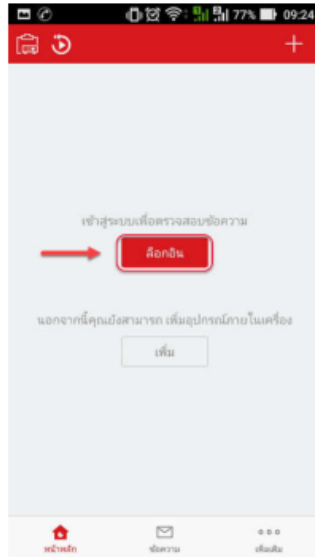 77% 09:24
เข้าสู่ระบบเพื่อตรวจสอบข้อความ
ล็อกอิน
นอกจากนี้คุณยังสามารถ เพิ่มอุปกรณ์ภายในเครื่อง
เพิ่ม
หน้าหลัก ข้อความ เพิ่มเติม